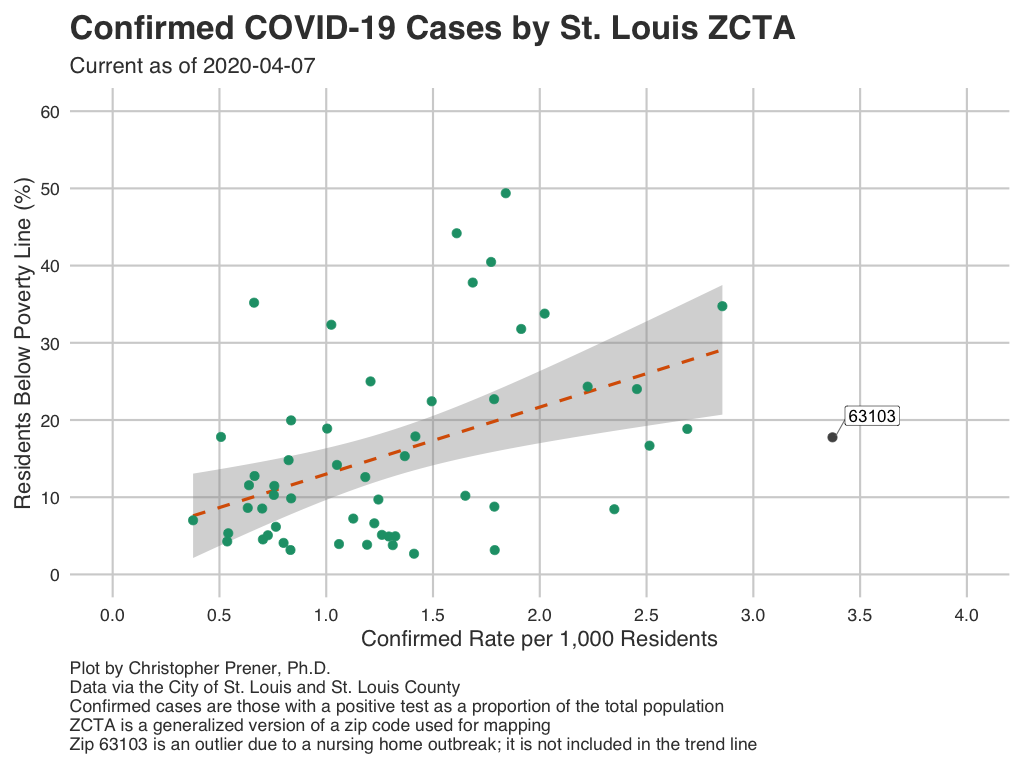 Confirmed COVID-19 Cases by St. Louis ZCTA
Current as of 2020-04-07
Residents Below Poverty Line (%)
60
50
40
30
20
10
0
63103
0.0 0.5 1.0 1.5 2.0 2.5 3.0 3.5 4.0
Confirmed Rate per 1,000 Residents
Plot by Christopher Prener, Ph.D.
Data via the City of St. Louis and St. Louis County
Confirmed cases are those with a positive test as a proportion of the total population
ZCTA is a generalized version of a zip code used for mapping
Zip 63103 is an outlier due to a nursing home outbreak; it is not included in the trend line